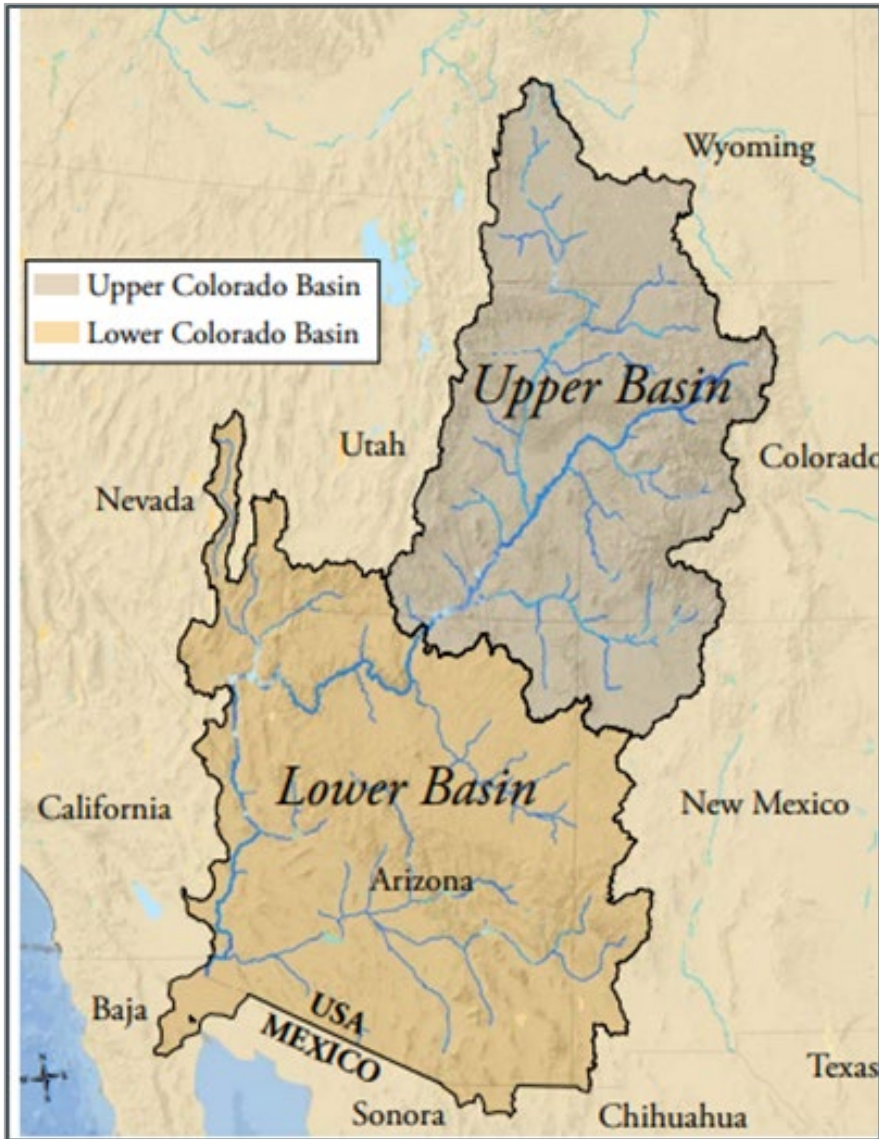 Wyoming
Upper Colorado Basin
Lower Colorado Basin
Upper Basin
Utah
Colorado
Nevada
Lower Basin
California
New Mexico
Arizona
Baja
USA
MEXICO
Texas
Sonora
Chihuahua